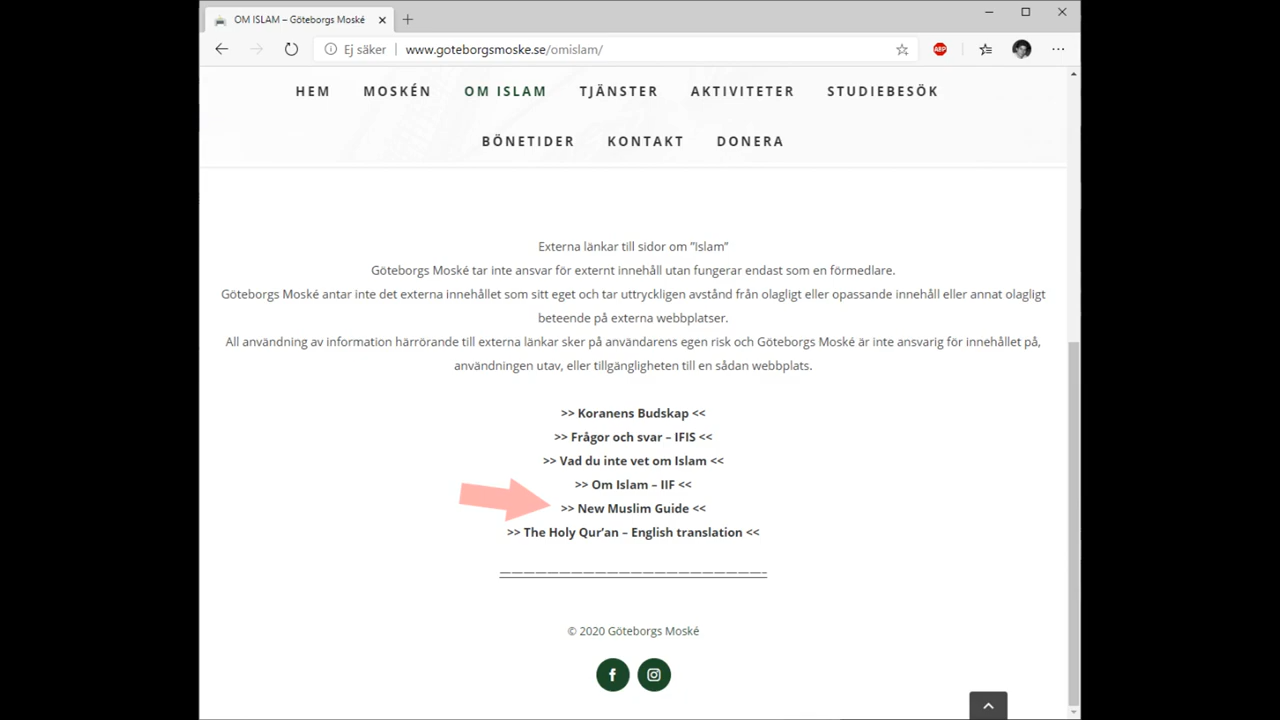 OM ISLAM – Göteborgs Moské
Ej säker
www.goteborgsmoske.se/omislam/
ABP
HEM MOSKÉN OM ISLAM TJÄNSTER AKTIVITETER STUDIEBESÖK
BÖNETIDER KONTAKT DONERA
Externa länkar till sidor om ”islam”
Göteborgs Moské tar inte ansvar för externt innehåll utan fungerar endast som en förmedlare.
Göteborgs Moské antar inte det externa innehållet som sitt eget och tar uttryckligen avstånd från olagligt eller opassande innehåll eller annat olagligt
beteende på externa webbplatser.
All användning av information härrörande till externa länkar sker på användarens egen risk och Göteborgs Moské är inte ansvarig för innehållet på,
användningen utav, eller tillgängligheten till en sådan webbplats.
>> Koranens Budskap <<
>> Frågor och svar – IFIS <<
>> Vad du inte vet om Islam <<
>> Om Islam – IIF <<
>> New Muslim Guide <<
>> The Holy Qur’an – English translation <<
© 2020 Göteborgs Moské